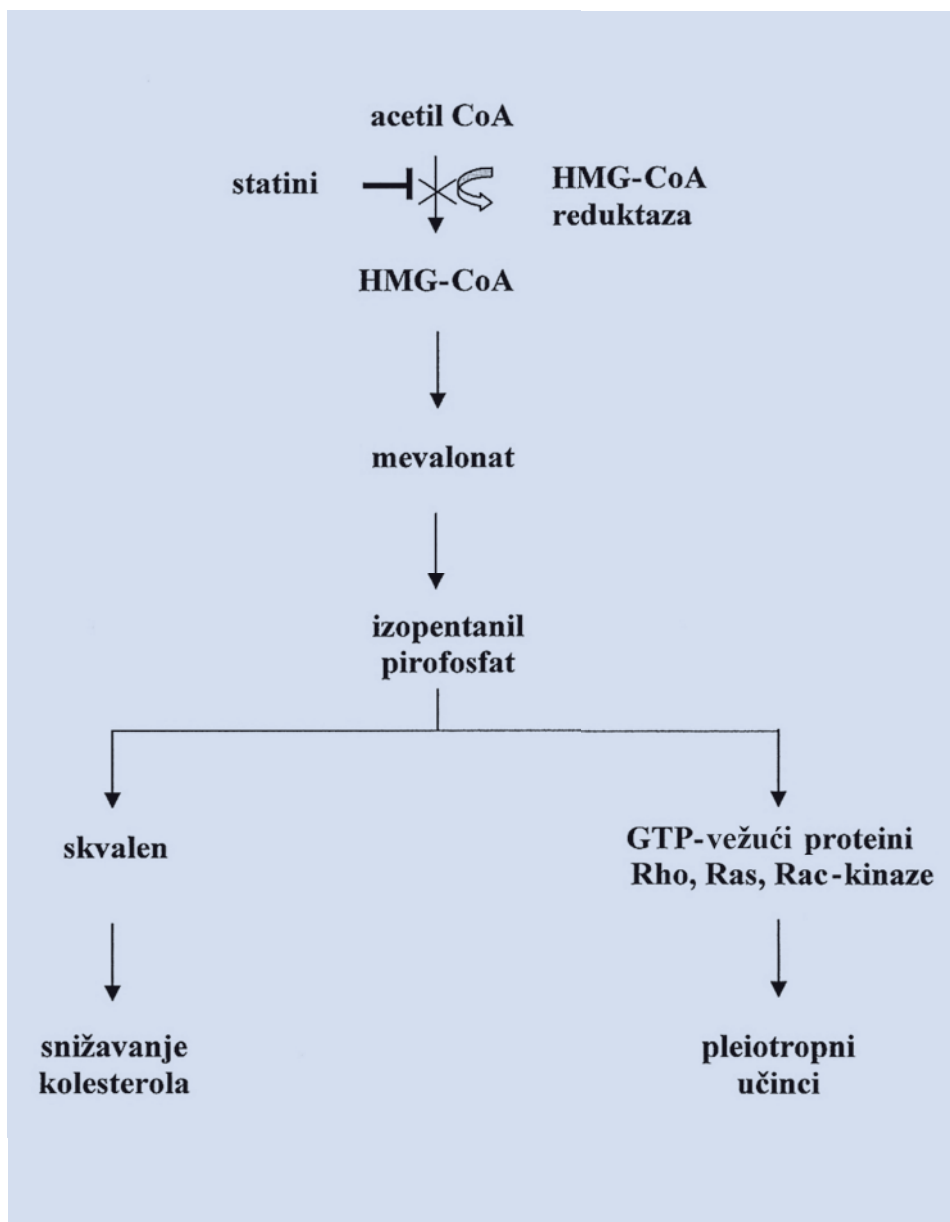 acetil CoA
statini
HMG-CoA
reduktaza
HMG-CoA
mevalonat
izopentanil
pirofosfat
skvalen
GTP-vežući proteini
Rho, Ras, Rac-kinaze
snižavanje
kolesterola
pleiotropni
učinci